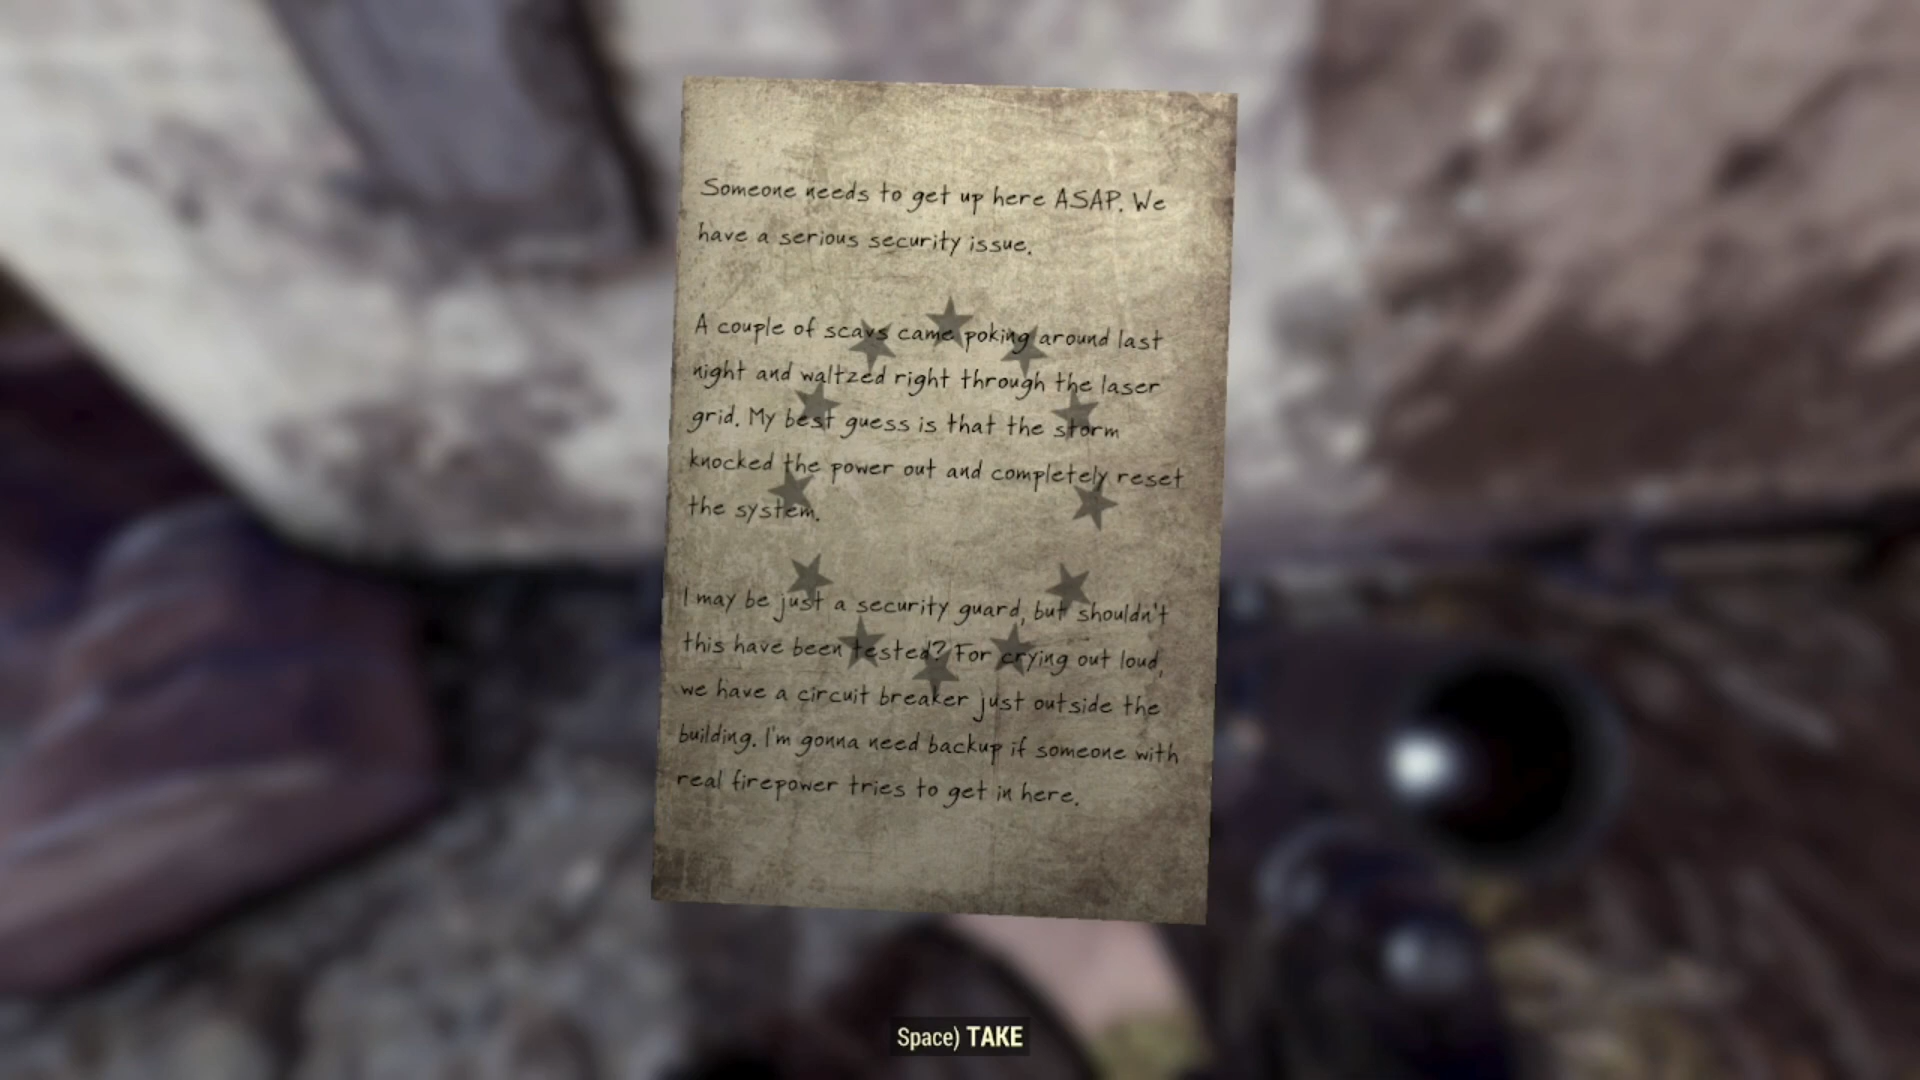 Someone needs to get up here ASAP. We
have a serious security issue.
A couple of scavs came poking around last
night and waltzed right through the laser
grid. My best guess is that the storm
knocked the power out and completely reset
the system.
I may be just a security guard, but shouldn't
this have been tested? For crying out loud,
we have a circuit breaker just outside the
building. I'm gonna need backup if someone with
real firepower tries to get in here.
Space) TAKE